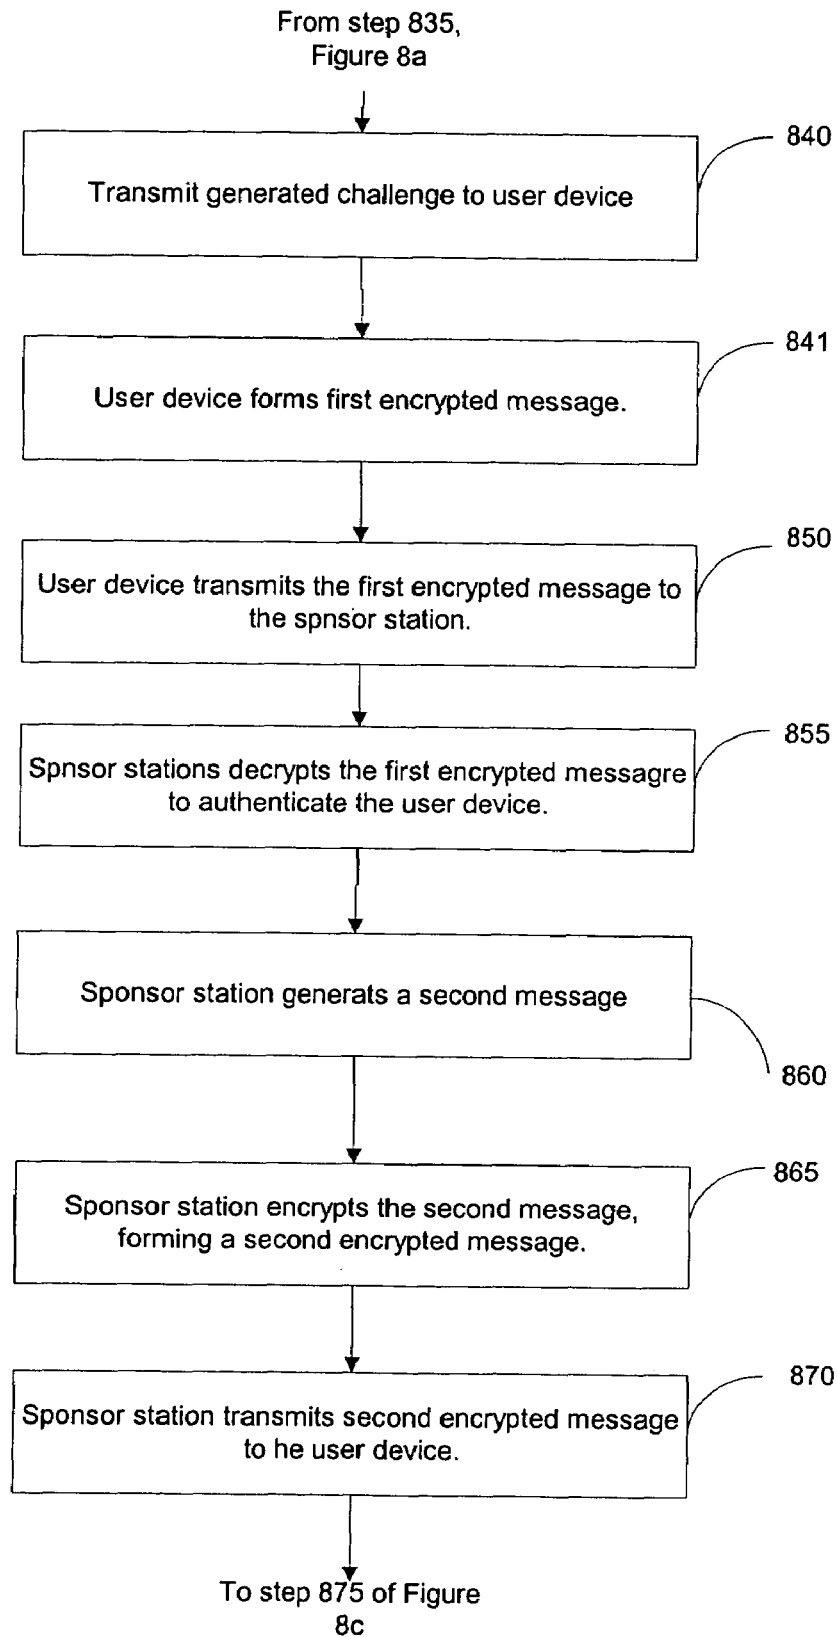 From step 835,
Figure 8a
840
Transmit generated challenge to user device
841
User device forms first encrypted message.
850
User device transmits the first encrypted message to
the spnsor station.
855
Spnsor stations decrypts the first encrypted messagre
to authenticate the user device.
Sponsor station generats a second message
860
865
Sponsor station encrypts the second message,
forming a second encrypted message.
870
Sponsor station transmits second encrypted message
to he user device.
To step 875 of Figure
8c